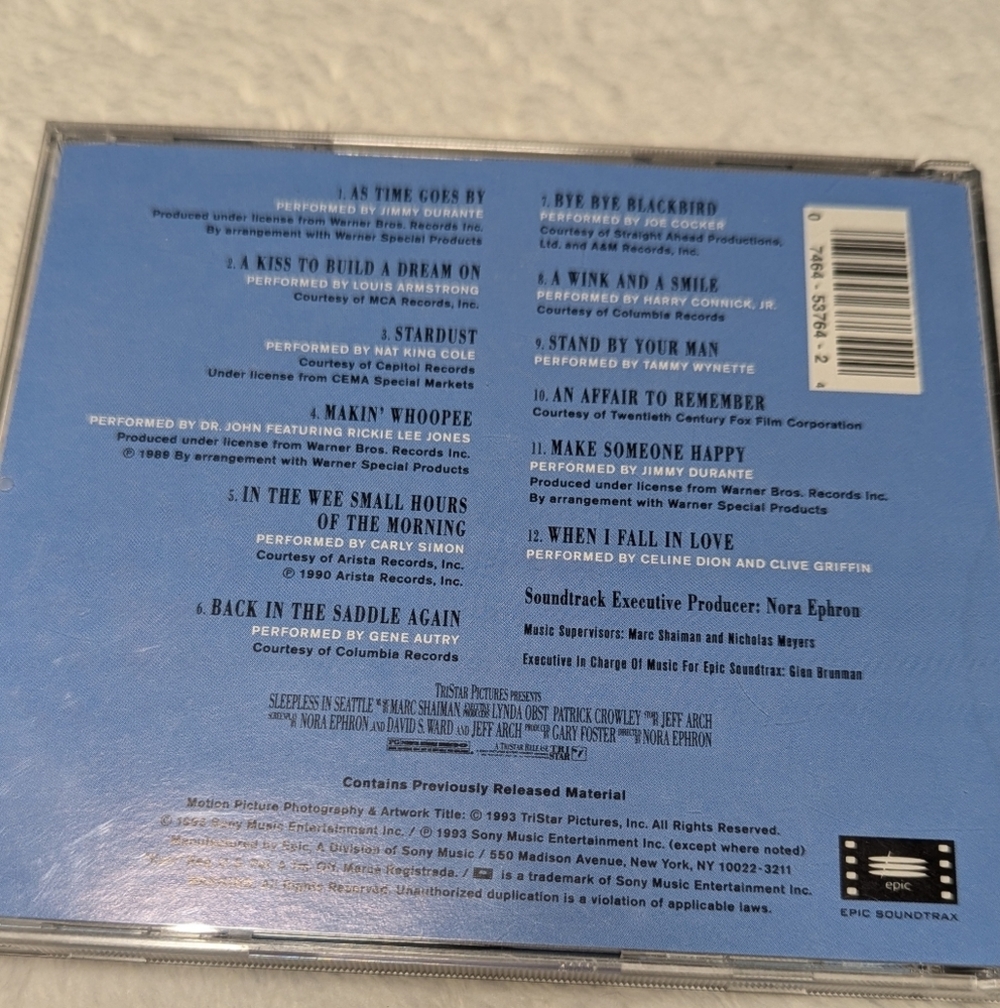 1. AS TIME GOES BY
PERFORMED BY JIMMY DURANTE
Produced under license from Warner Bros. Records Inc.
By arrangement with Warner Special Products
2. A KISS TO BUILD A DREAM ON
PERFORMED BY LOUIS ARMSTRONG
Courtesy of MCA Records, Inc.
3. STARDUST
PERFORMED BY NAT KING COLE
Courtesy of Capitol Records
Under license from CEMA Special Markets
4. MAKIN' WHOOPEE
PERFORMED BY DR. JOHN FEATURING RICKIE LEE JONES
Produced under license from Warner Bros. Records Inc.
℗ 1989 By arrangement with Warner Special Products
5. IN THE WEE SMALL HOURS
OF THE MORNING
PERFORMED BY CARLY SIMON
Courtesy of Arista Records, Inc.
℗ 1990 Arista Records, Inc.
6. BACK IN THE SADDLE AGAIN
PERFORMED BY GENE AUTRY
Courtesy of Columbia Records
7. BYE BYE BLACKBIRD
PERFORMED BY JOE COCKER
Courtesy of Straight Ahead Productions,
Ltd. and A&M Records, Inc.
8. A WINK AND A SMILE
PERFORMED BY HARRY CONNICK, JR.
Courtesy of Columbia Records
9. STAND BY YOUR MAN
PERFORMED BY TAMMY WYNETTE
10. AN AFFAIR TO REMEMBER
Courtesy of Twentieth Century Fox Film Corporation
11. MAKE SOMEONE HAPPY
PERFORMED BY JIMMY DURANTE
Produced under license from Warner Bros. Records Inc.
By arrangement with Warner Special Products
12. WHEN I FALL IN LOVE
PERFORMED BY CELINE DION AND CLIVE GRIFFIN
Soundtrack Executive Producer: Nora Ephron
Music Supervisors: Marc Shaiman and Nicholas Meyers
Executive In Charge Of Music For Epic Soundtrax: Glen Brunman
0 7464-53764-2 4
TRISTAR PICTURES PRESENTS
SLEEPLESS IN SEATTLE MARC SHAIMAN LYNDA OBST PATRICK CROWLEY JEFF ARCH
NORA EPHRON AND DAVID S. WARD AND JEFF ARCH GARY FOSTER NORA EPHRON
A TRISTAR RELEASE TRI STAR
Contains Previously Released Material
Motion Picture Photography & Artwork Title: © 1993 TriStar Pictures, Inc. All Rights Reserved.
© 1993 Sony Music Entertainment Inc. / ℗ 1993 Sony Music Entertainment Inc. (except where noted)
Manufactured by Epic, A Division of Sony Music / 550 Madison Avenue, New York, NY 10022-3211
Marca Registrada. / is a trademark of Sony Music Entertainment Inc.
All Rights Reserved. Unauthorized duplication is a violation of applicable laws.
epic
EPIC SOUNDTRAX